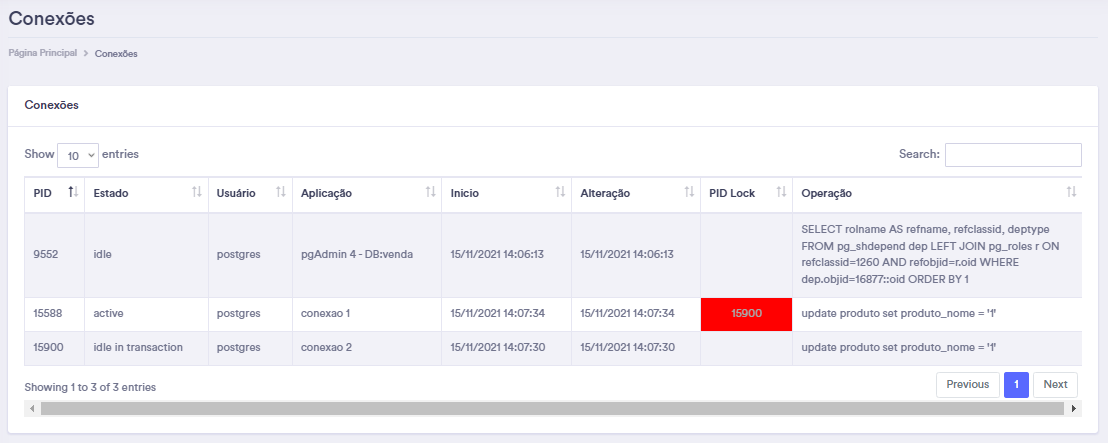 Conexões
Página Principal > Conexões
Conexões
Show 10 entries
Search:
PID Estado Usuário Aplicação Inicio Alteração PID Lock Operação
9552 idle postgres pgAdmin 4 - DB:venda 15/11/2021 14:06:13 15/11/2021 14:06:13
SELECT rolname AS refname, refclassid, deptype
FROM pg_shdepend dep LEFT JOIN pg_roles r ON
refclassid=1260 AND refobjid=r.oid WHERE
dep.objid=16877::oid ORDER BY 1
15588 active postgres conexao 1 15/11/2021 14:07:34 15/11/2021 14:07:34 15900 update produto set produto_nome = '1'
15900 idle in transaction postgres conexao 2 15/11/2021 14:07:30 15/11/2021 14:07:30 update produto set produto_nome = '1'
Showing 1 to 3 of 3 entries
Previous 1 Next